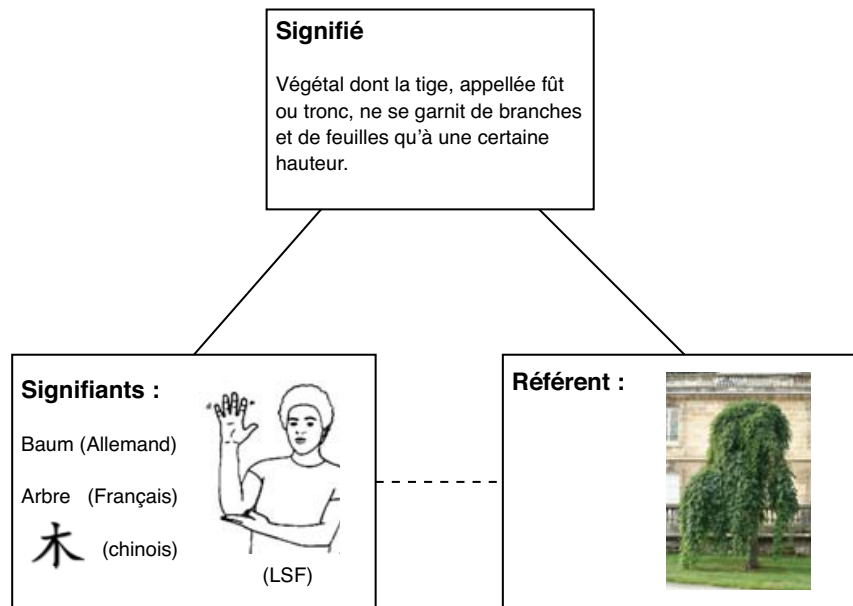 Signifié
Végétal dont la tige, appellée fût
ou tronc, ne se garnit de branches
et de feuilles qu'à une certaine
hauteur.
Signifiants :
Baum (Allemand)
Arbre (Français)
木 (chinois)
(LSF)
Référent :